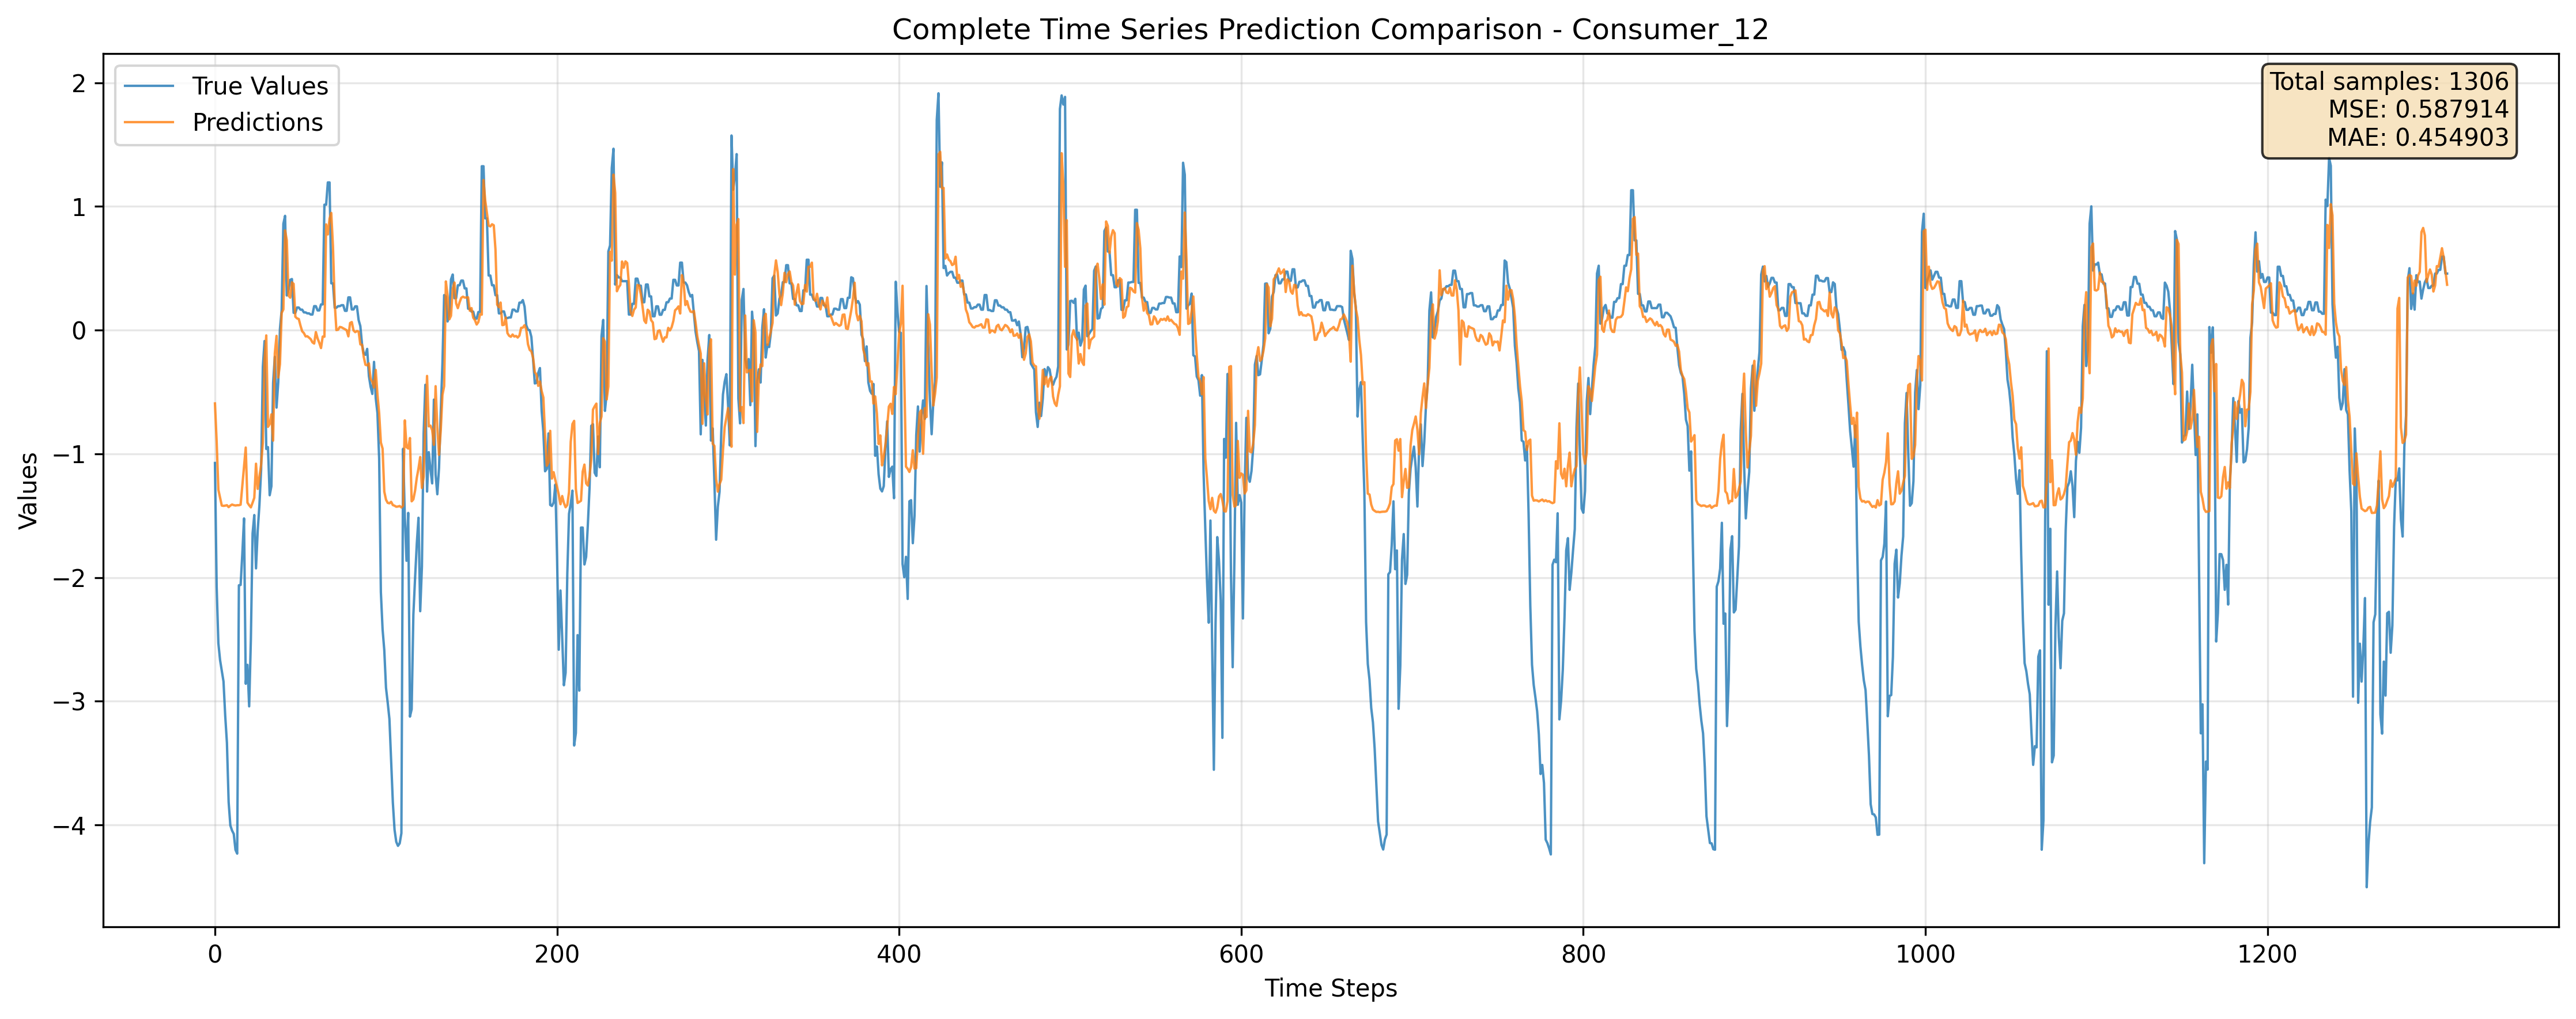 Complete Time Series Prediction Comparison - Consumer_12
True Values
Predictions
Total samples: 1306
MSE: 0.587914
MAE: 0.454903
Values
2
1
0
−1
−2
−3
−4
0
200
400
600
800
1000
1200
Time Steps